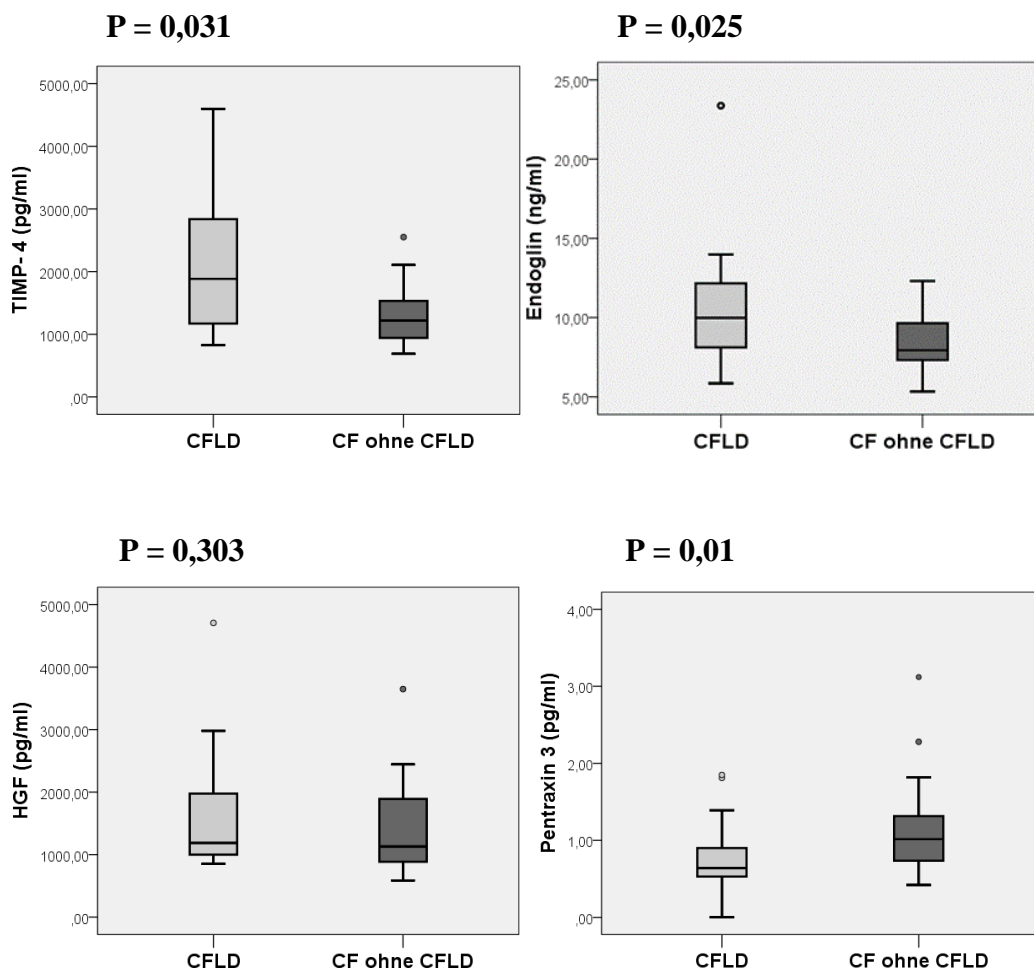 P = 0,031
P = 0,025
5000,00
4000,00
3000,00
2000,00
1000,00
,00
TIMP- 4 (pg/ml)
CFLD
CF ohne CFLD
25,00
20,00
15,00
10,00
5,00
Endoglin (ng/ml)
CFLD
CF ohne CFLD
P = 0,303
P = 0,01
5000,00
4000,00
3000,00
2000,00
1000,00
,00
HGF (pg/ml)
CFLD
CF ohne CFLD
4,00
3,00
2,00
1,00
,00
Pentraxin 3 (pg/ml)
CFLD
CF ohne CFLD